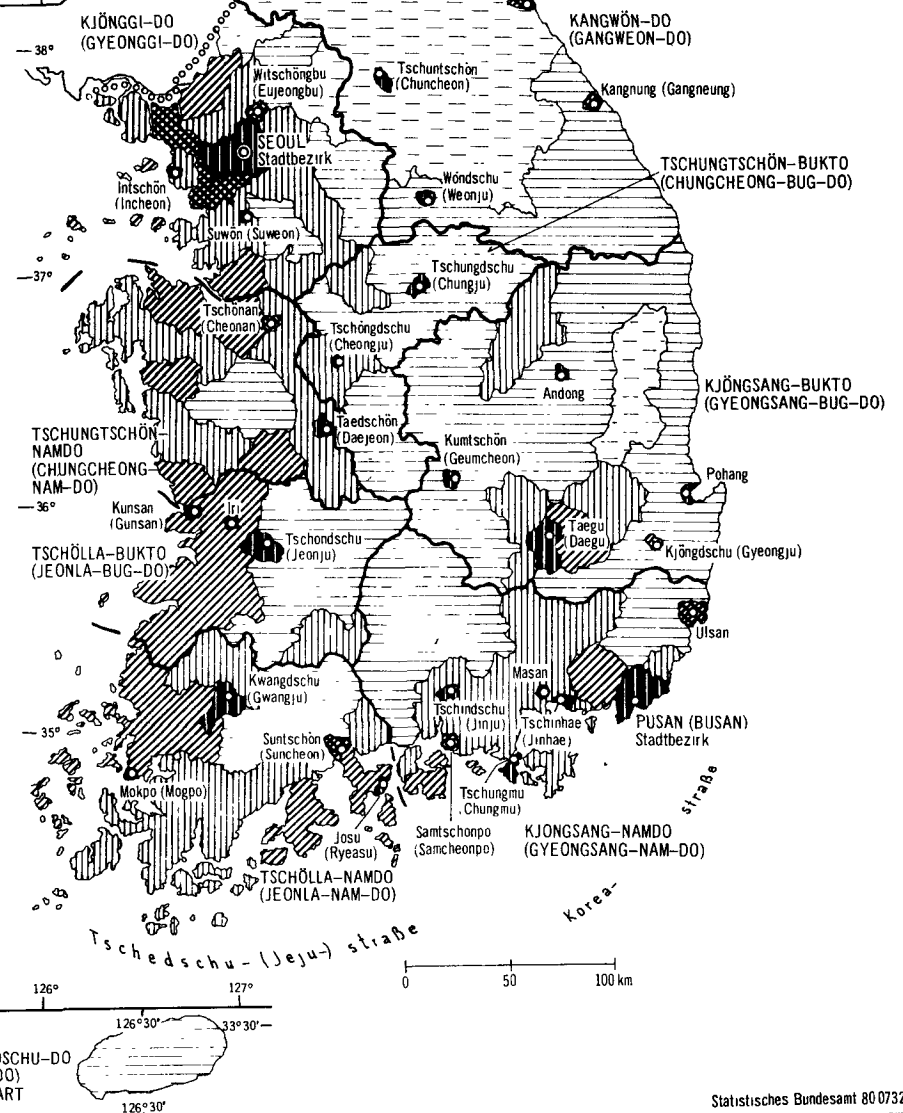 KJÖNGGI-DO
(GYEONGGI-DO)
KANGWÖN-DO
(GANGWEON-DO)
38°
Witschöngbu
(Eujeongbu)
Tschuntschön
(Chuncheon)
Kangnung (Gangneung)
SEOUL
Stadtbezirk
TSCHUNGTSCHÖN-BUKTO
(CHUNGCHEONG-BUG-DO)
Intschön
(Incheon)
Wöndschu
(Weonju)
Suwön (Suweon)
37°
Tschungdschu
(Chungju)
Tschönan
(Cheonan)
Tschöngdschu
(Cheongju)
Andong
KJÖNGSANG-BUKTO
(GYEONGSANG-BUG-DO)
TSCHUNGTSCHÖN-
NAMDO
(CHUNGCHEONG-
NAM-DO)
Taedschön
(Daejeon)
Kumtschön
(Geumcheon)
Pohang
36°
Kunsan
(Gunsan)
Iri
Tschondschu
(Jeonju)
Taegu
Daegu)
Kjöngdschu (Gyeongju)
TSCHÖLLA-BUKTO
(JEONLA-BUG-DO)
Ulsan
Kwangdschu
(Gwangju)
Masan
Tschindschu
(Jinju)
Tschinhae
(Jinhae)
PUSAN (BUSAN)
Stadtbezirk
35°
Suntschön
(Suncheon)
Mokpo (Mogpo)
Tschungmu
Chungmu)
Josu
(Ryeasu)
Samtschonpo
(Samcheonpo)
KJONGSANG-NAMDO
(GYEONGSANG-NAM-DO)
TSCHÖLLA-NAMDO
(JEONLA-NAM-DO)
Korea-
straße
Tschedschu-(Jeju-) straße
0 50 100 km
126° 127°
126°30' 33°30'
DSCHU-DO
DO)
ART
126°30'
Statistisches Bundesamt 80 0732